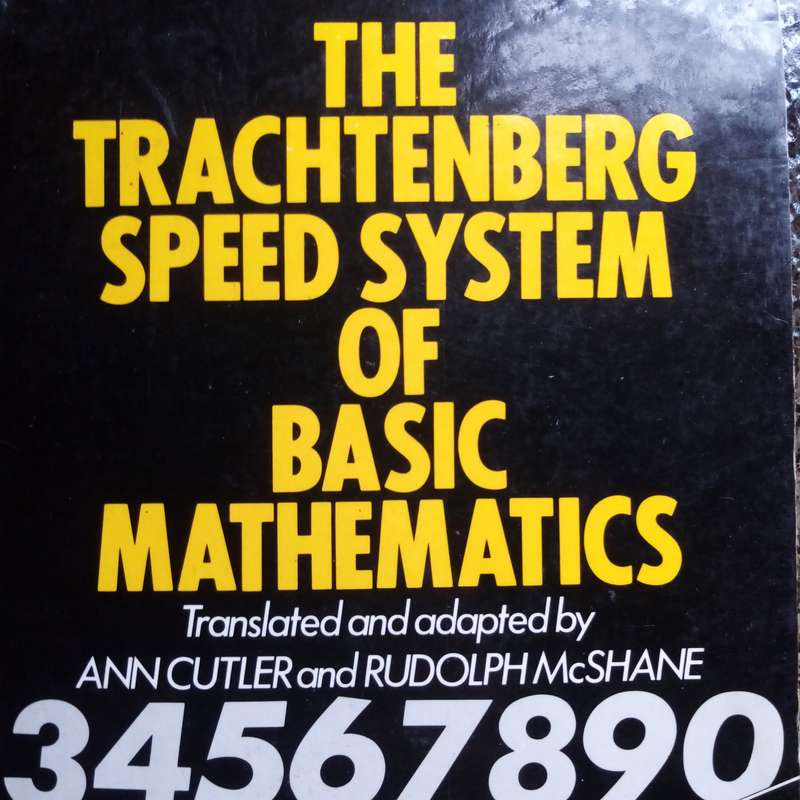 THE
TRACHTENBERG
SPEED SYSTEM
OF
BASIC
MATHEMATICS
Translated and adapted by
ANN CUTLER and RUDOLPH McSHANE
34567890